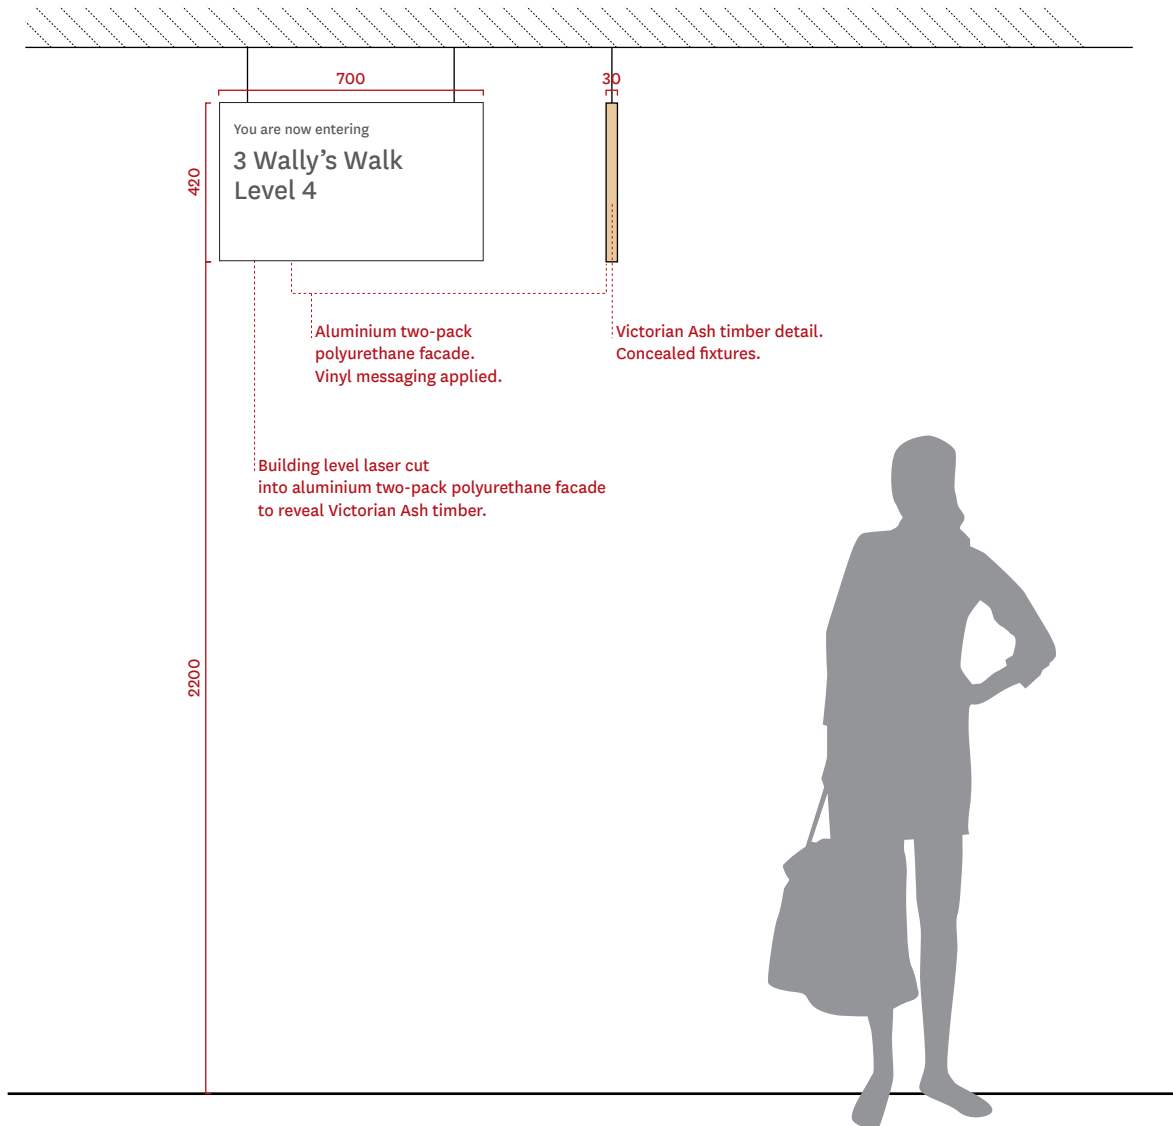 700
30
You are now entering
3 Wally’s Walk
Level 4
420
Aluminium two-pack
polyurethane facade.
Vinyl messaging applied.
Victorian Ash timber detail.
Concealed fixtures.
Building level laser cut
into aluminium two-pack polyurethane facade
to reveal Victorian Ash timber.
2200